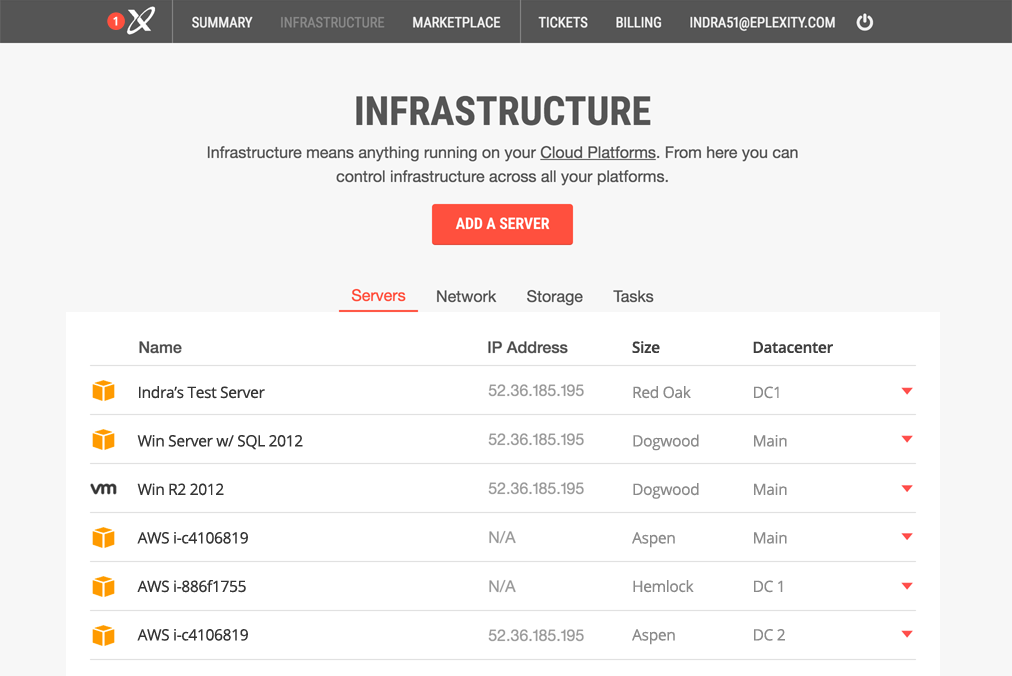 1 SUMMARY INFRASTRUCTURE MARKETPLACE TICKETS BILLING INDRA51@EPLEXITY.COM
INFRASTRUCTURE
Infrastructure means anything running on your Cloud Platforms. From here you can
control infrastructure across all your platforms.
ADD A SERVER
Servers Network Storage Tasks
Name IP Address Size Datacenter
Indra’s Test Server 52.36.185.195 Red Oak DC1
Win Server w/ SQL 2012 52.36.185.195 Dogwood Main
vm Win R2 2012 52.36.185.195 Dogwood Main
AWS i-c4106819 N/A Aspen Main
AWS i-886f1755 N/A Hemlock DC 1
AWS i-c4106819 52.36.185.195 Aspen DC 2